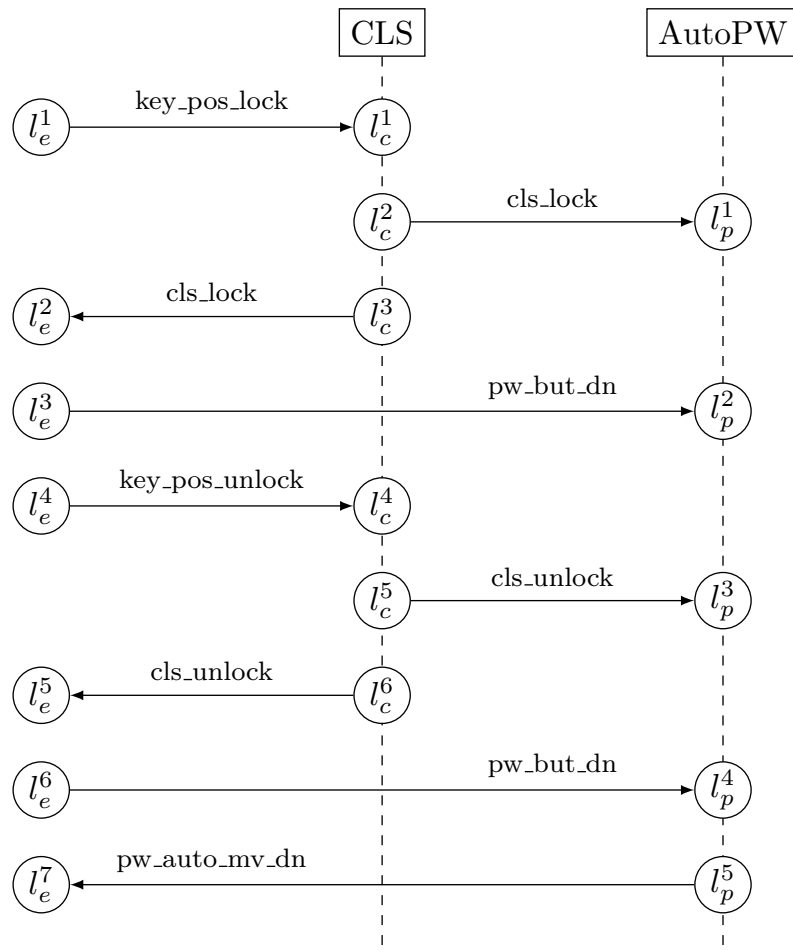 CLS AutoPW
key_pos_lock
l_e^1 l_c^1
cls_lock
l_c^2 l_p^1
cls_lock
l_e^2 l_c^3
pw_but_dn
l_e^3 l_p^2
key_pos_unlock
l_e^4 l_c^4
cls_unlock
l_c^5 l_p^3
cls_unlock
l_e^5 l_c^6
pw_but_dn
l_e^6 l_p^4
pw_auto_mv_dn
l_e^7 l_p^5